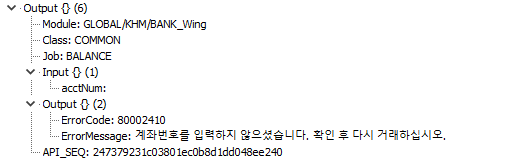 Output {} (6)
Module: GLOBAL/KHM/BANK_Wing
Class: COMMON
Job: BALANCE
Input {} (1)
acctNum:
Output {} (2)
ErrorCode: 80002410
ErrorMessage: 계좌번호를 입력하지 않으셨습니다. 확인 후 다시 거래하십시오.
API_SEQ: 247379231c03801ec0b8d1dd048ee240